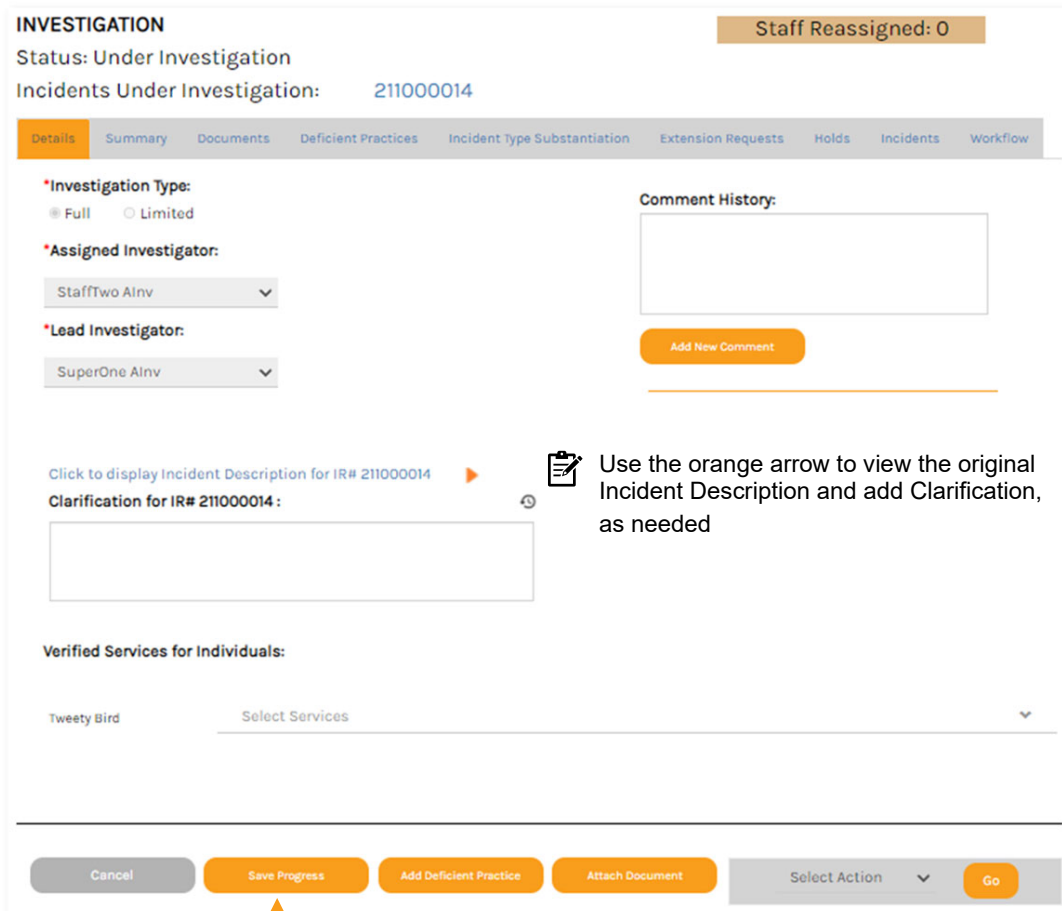 INVESTIGATION
Staff Reassigned: 0
Status: Under Investigation
Incidents Under Investigation: 211000014
Details Summary Documents Deficient Practices Incident Type Substantiation Extension Requests Holds Incidents Workflow
*Investigation Type:
Full Limited
Comment History:
*Assigned Investigator:
StaffTwo AInv
*Lead Investigator:
Add New Comment
SuperOne AInv
Click to display Incident Description for IR# 211000014
Clarification for IR# 211000014 :
Use the orange arrow to view the original
Incident Description and add Clarification,
as needed
Verified Services for Individuals:
Tweety Bird Select Services
Cancel Save Progress Add Deficient Practice Attach Document Select Action Go